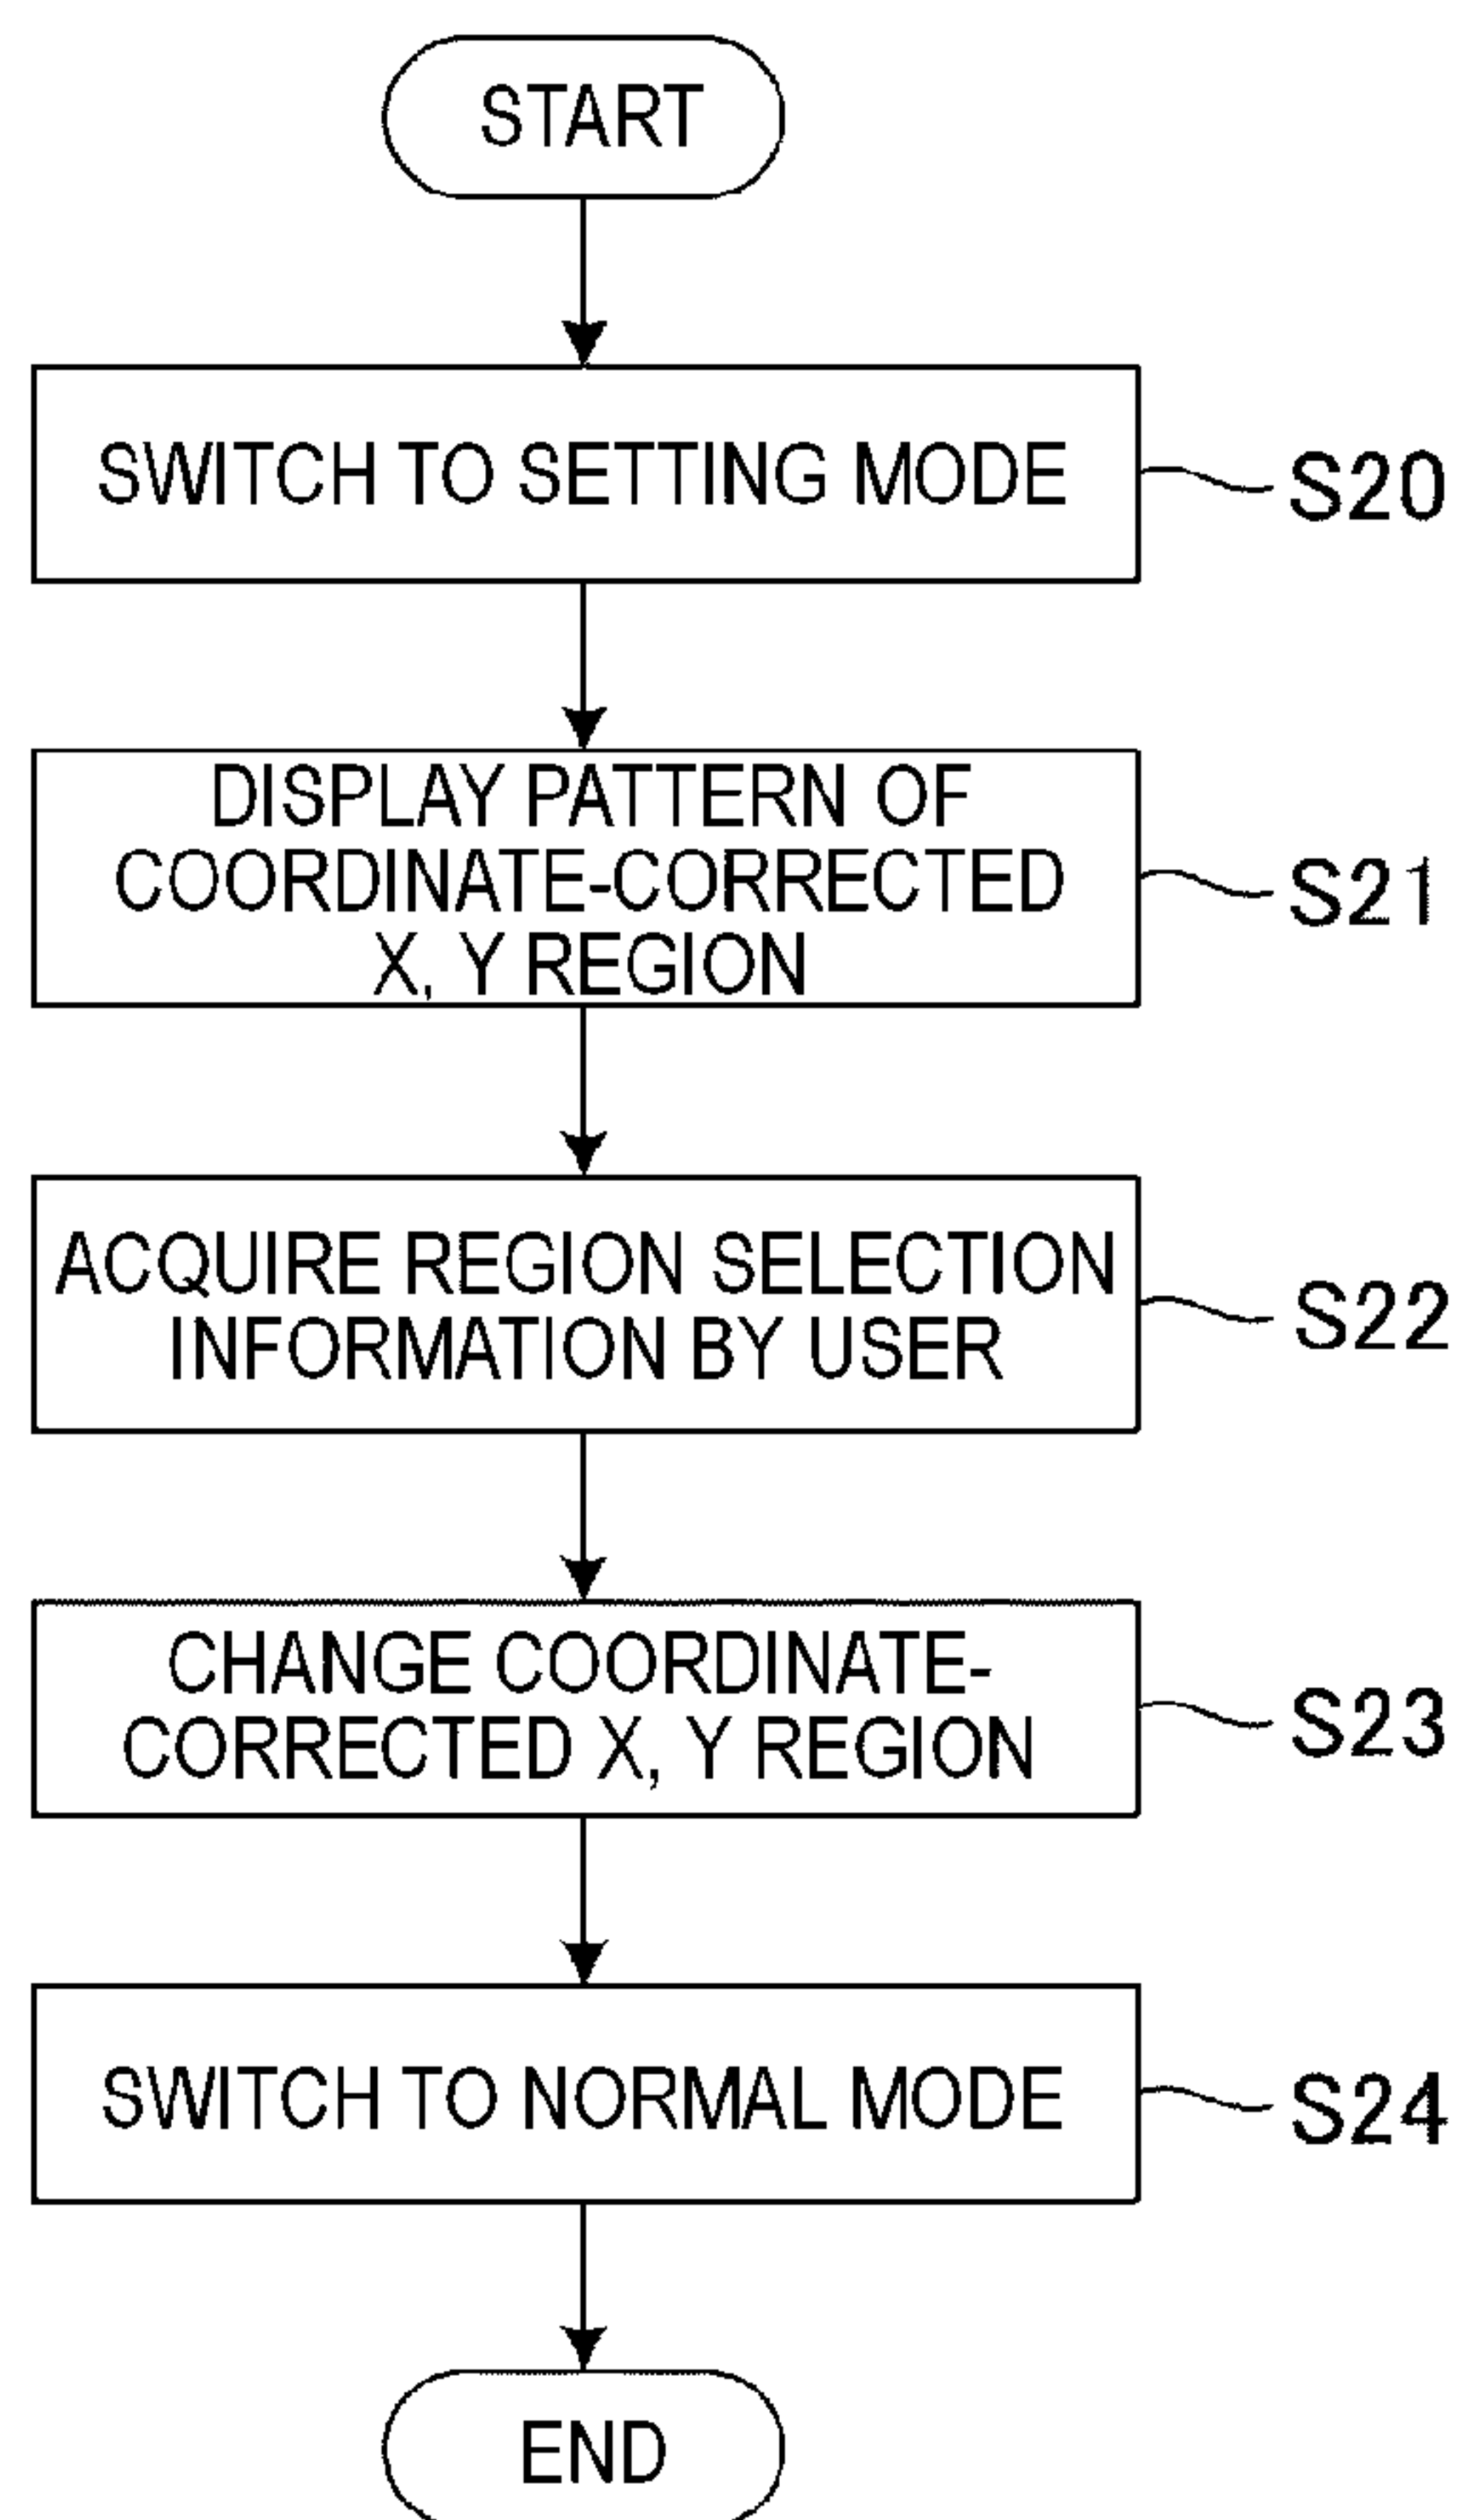 START
SWITCH TO SETTING MODE
S20
DISPLAY PATTERN OF
COORDINATE-CORRECTED
X, Y REGION
S21
ACQUIRE REGION SELECTION
INFORMATION BY USER
S22
CHANGE COORDINATE-
CORRECTED X, Y REGION
S23
SWITCH TO NORMAL MODE
S24
END